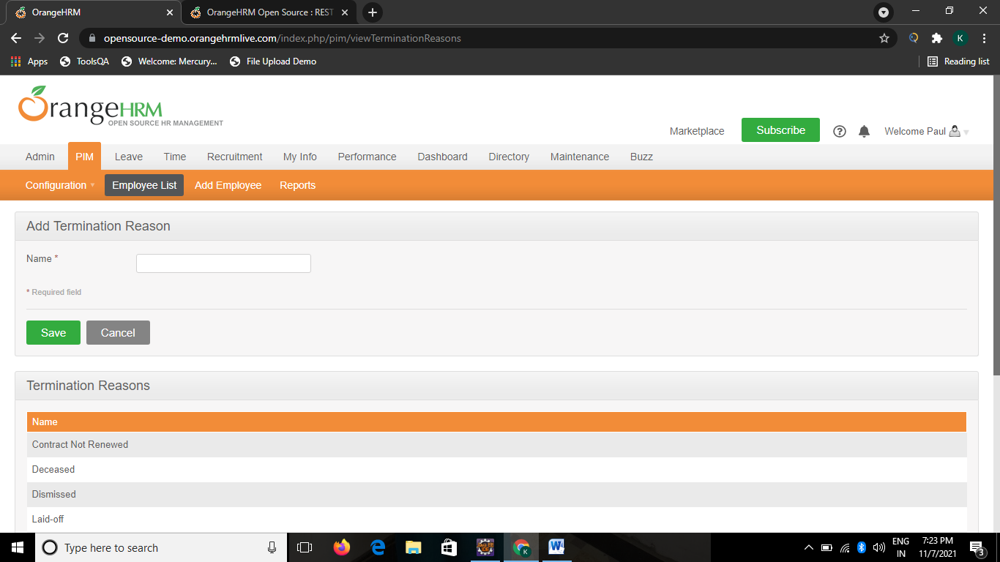 OrangeHRM
OrangeHRM Open Source : REST
opensource-demo.orangehrmlive.com/index.php/pim/viewTerminationReasons
K
Apps ToolsQA Welcome: Mercury... File Upload Demo Reading list
OrangeHRM
OPEN SOURCE HR MANAGEMENT
Marketplace Subscribe Welcome Paul
Admin PIM Leave Time Recruitment My Info Performance Dashboard Directory Maintenance Buzz
Configuration Employee List Add Employee Reports
Add Termination Reason
Name *
* Required field
Save Cancel
Termination Reasons
Name
Contract Not Renewed
Deceased
Dismissed
Laid-off
Type here to search
ENG
IN
7:23 PM
11/7/2021
3